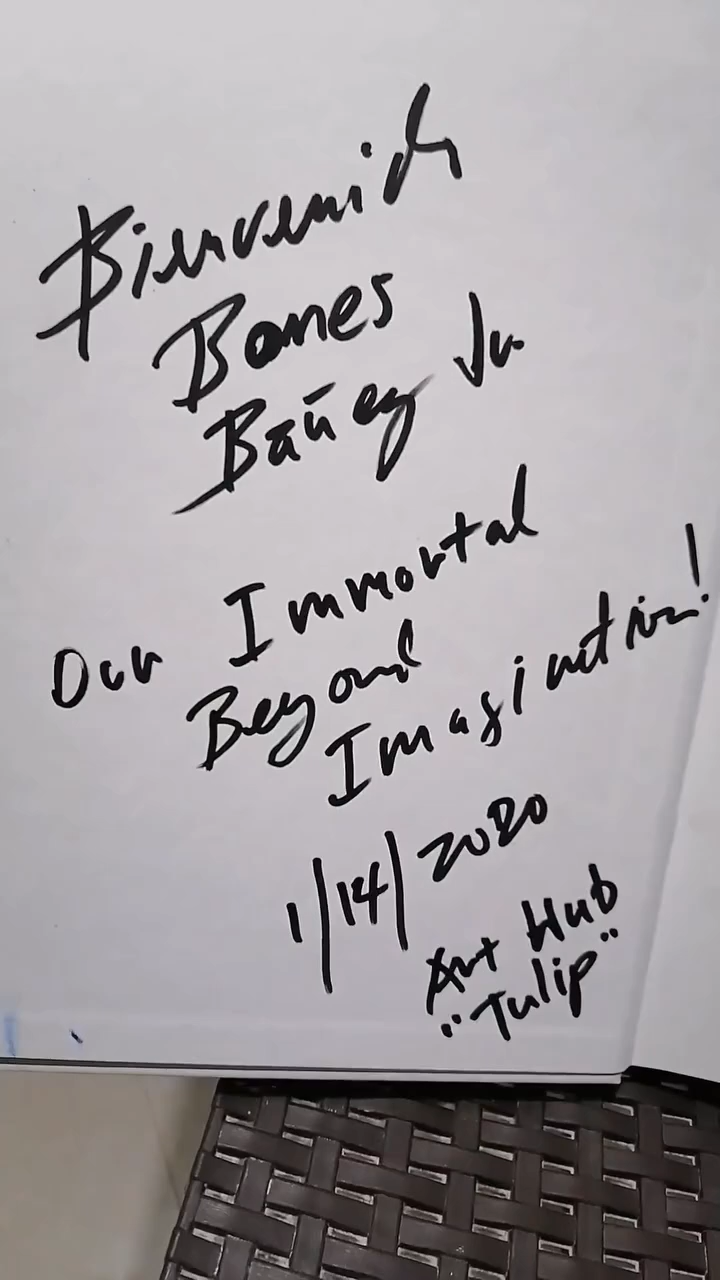 Bienvenido
Bones
Bañez Jr
Our Immortal
Beyond
Imagination!
1/14/2020
Art Hub
"Tulip"